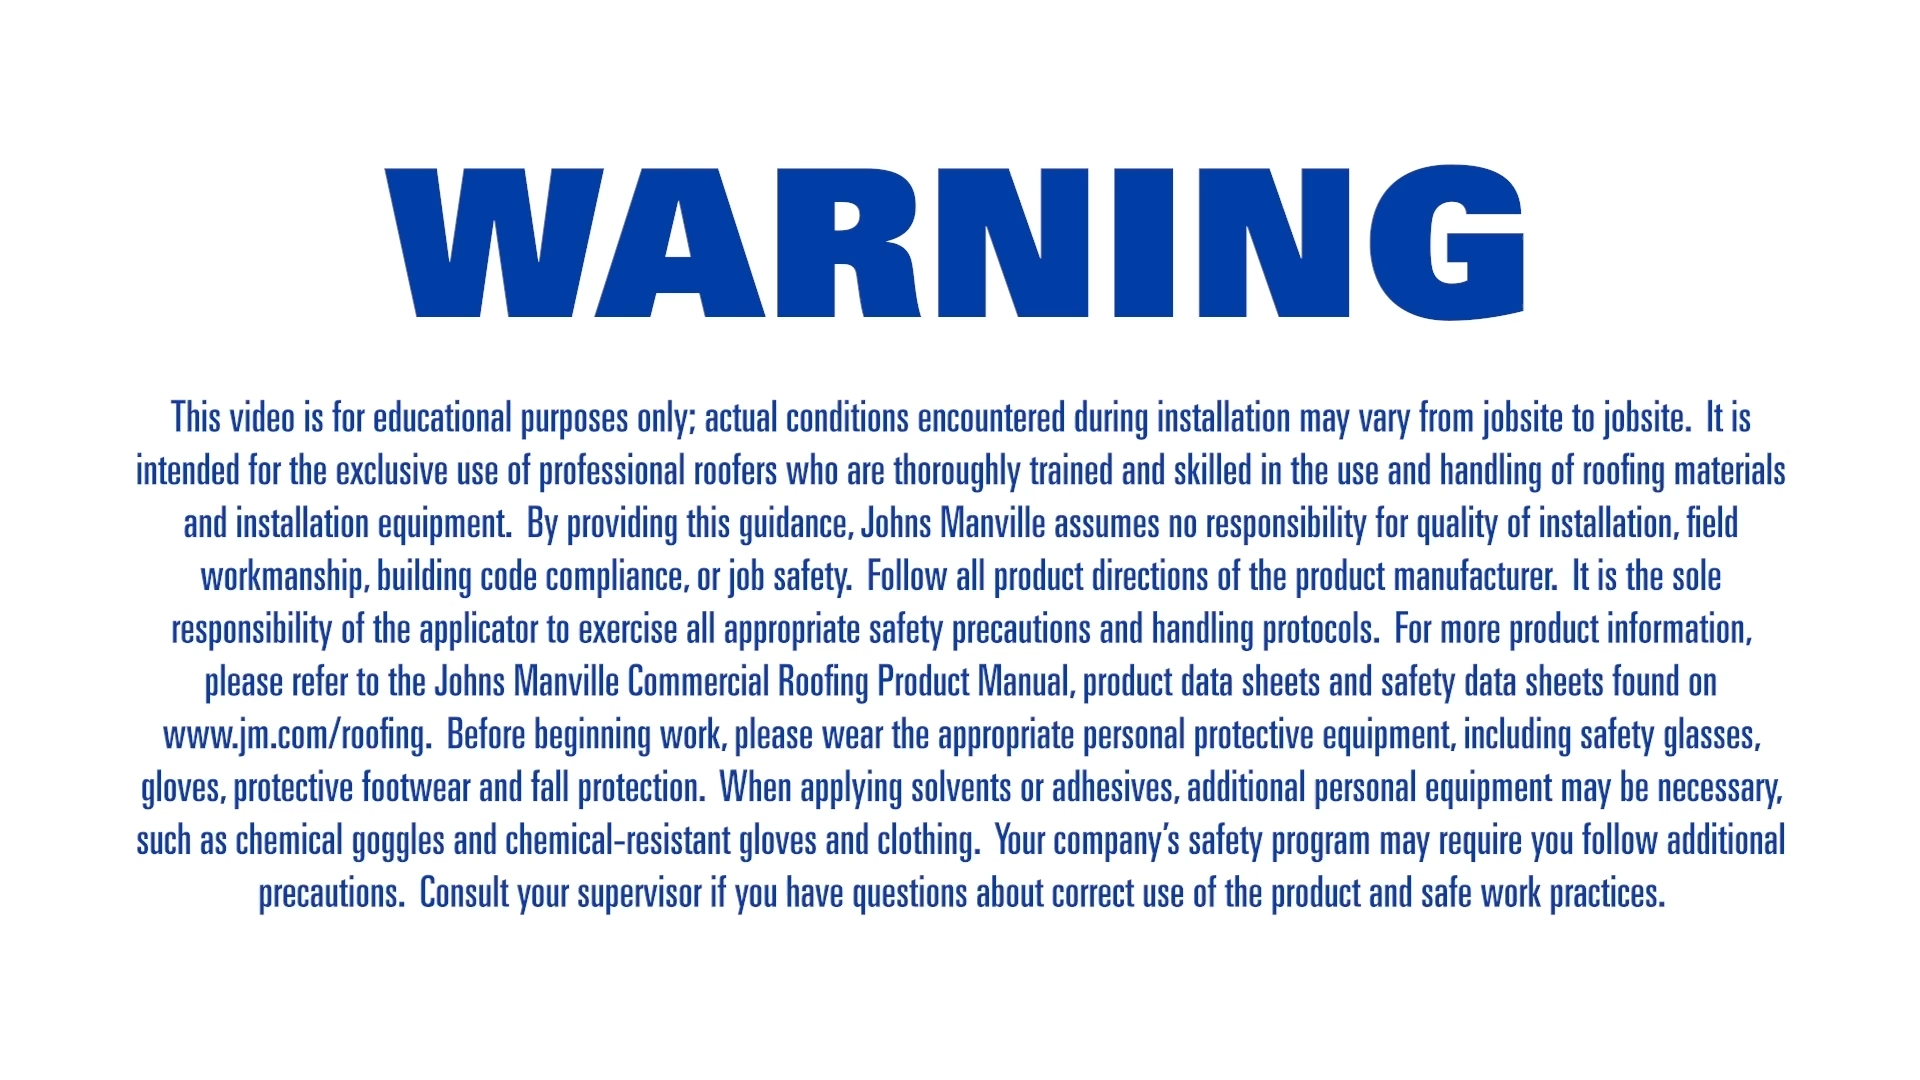 WARNING
This video is for educational purposes only; actual conditions encountered during installation may vary from jobsite to jobsite.  It is
intended for the exclusive use of professional roofers who are thoroughly trained and skilled in the use and handling of roofing materials
and installation equipment.  By providing this guidance, Johns Manville assumes no responsibility for quality of installation, field
workmanship, building code compliance, or job safety.  Follow all product directions of the product manufacturer.  It is the sole
responsibility of the applicator to exercise all appropriate safety precautions and handling protocols.  For more product information,
please refer to the Johns Manville Commercial Roofing Product Manual, product data sheets and safety data sheets found on
www.jm.com/roofing.  Before beginning work, please wear the appropriate personal protective equipment, including safety glasses,
gloves, protective footwear and fall protection.  When applying solvents or adhesives, additional personal equipment may be necessary,
such as chemical goggles and chemical-resistant gloves and clothing.  Your company’s safety program may require you follow additional
precautions.  Consult your supervisor if you have questions about correct use of the product and safe work practices.